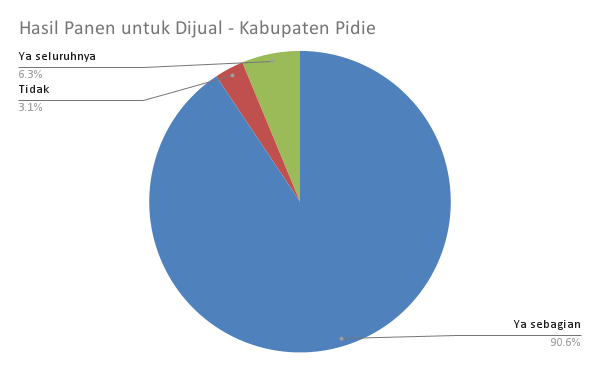 Hasil Panen untuk Dijual - Kabupaten Pidie
Ya seluruhnya
6.3%
Tidak
3.1%
Ya sebagian
90.6%